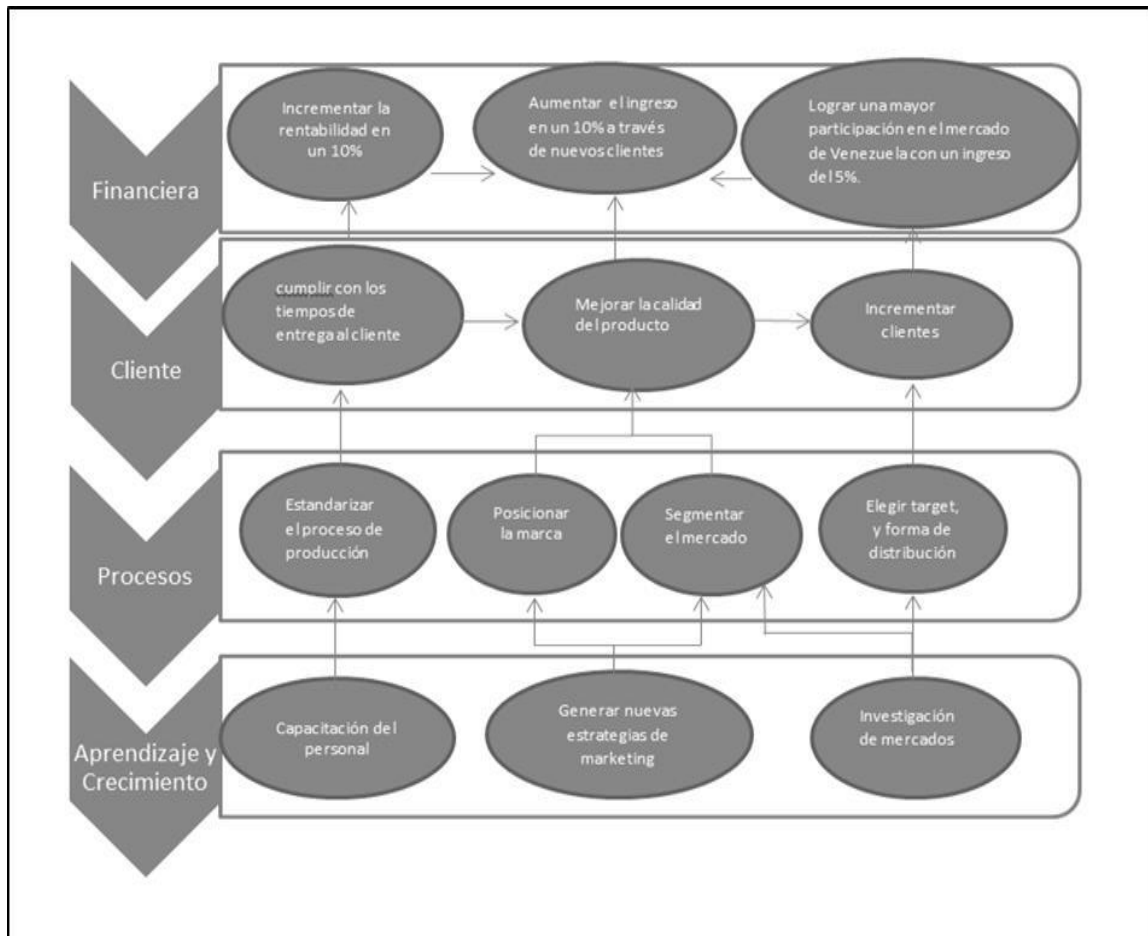 Financiera
Incrementar la
rentabilidad en
un 10%
Aumentar el ingreso
en un 10% a través
de nuevos clientes
Lograr una mayor
participación en el mercado
de Venezuela con un ingreso
del 5%.
Cliente
cumplir con los
tiempos de
entrega al cliente
Mejorar la calidad
del producto
Incrementar
clientes
Procesos
Estandarizar
el proceso de
producción
Posicionar
la marca
Segmentar
el mercado
Elegir target,
y forma de
distribución
Aprendizaje y
Crecimiento
Capacitación del
personal
Generar nuevas
estrategias de
marketing
Investigación
de mercados